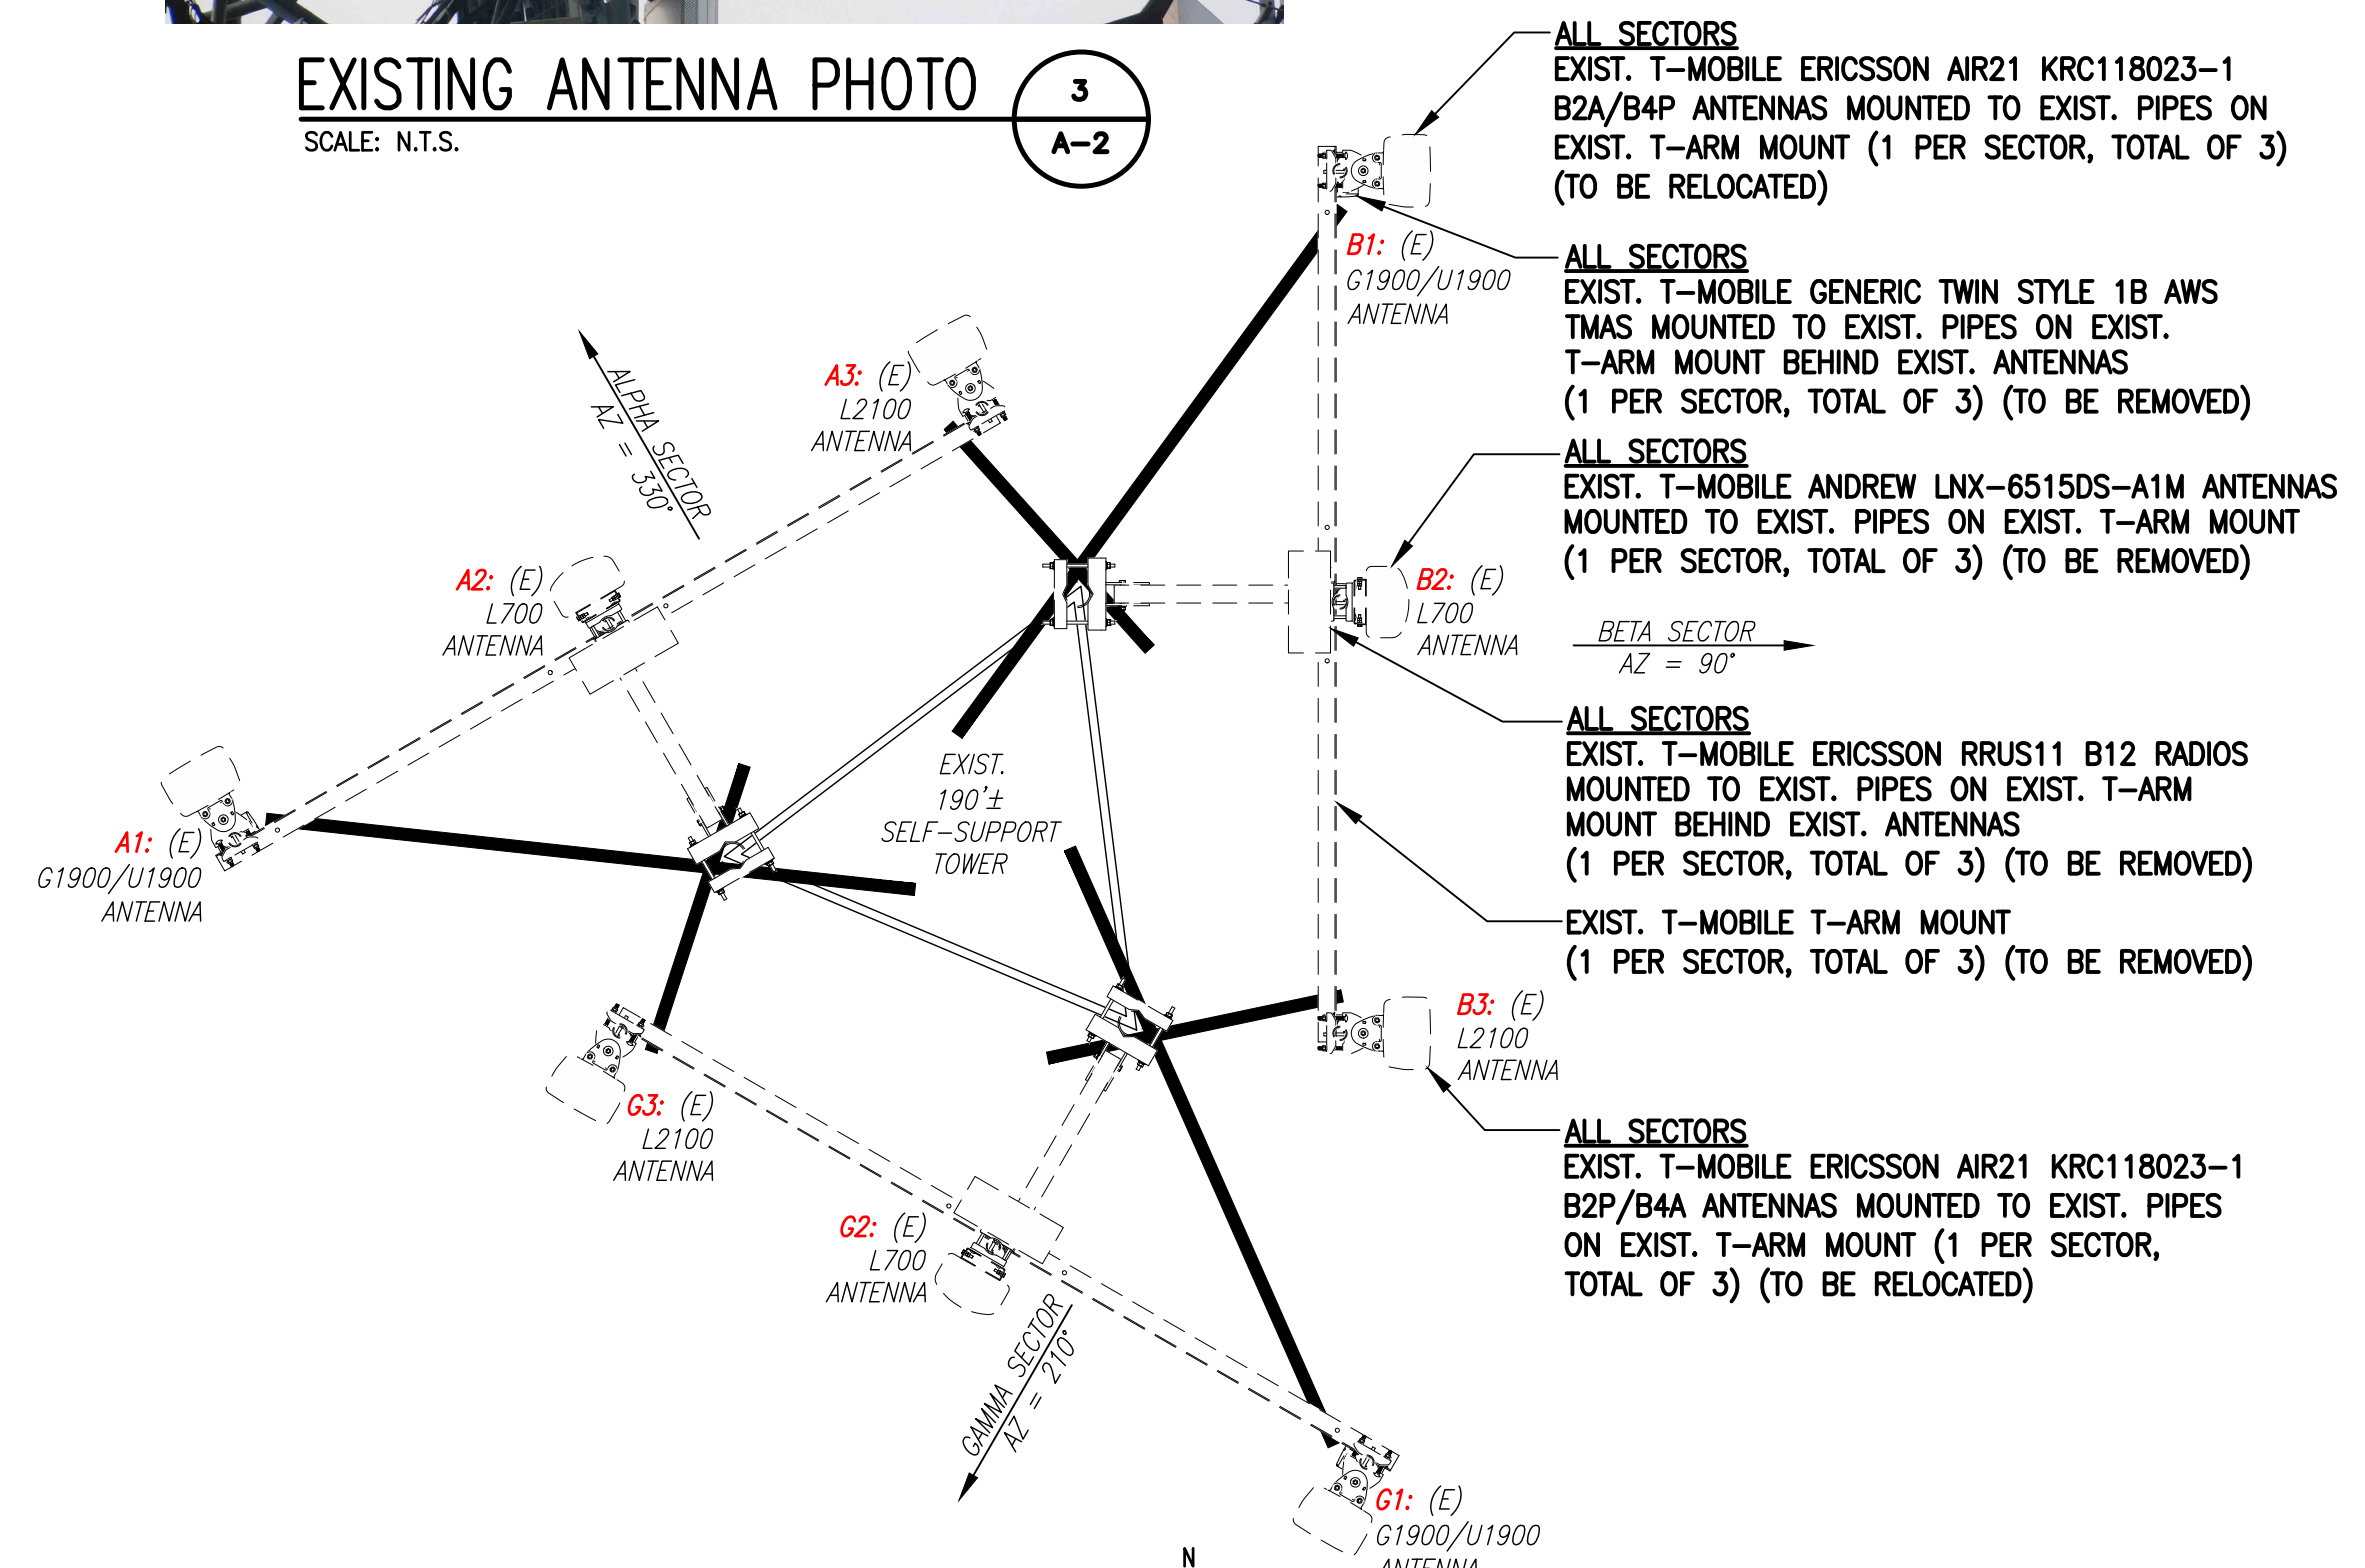 EXISTING ANTENNA PHOTO
SCALE: N.T.S.
3
A-2
ALL SECTORS
EXIST. T-MOBILE ERICSSON AIR21 KRC118023-1
B2A/B4P ANTENNAS MOUNTED TO EXIST. PIPES ON
EXIST. T-ARM MOUNT (1 PER SECTOR, TOTAL OF 3)
(TO BE RELOCATED)
B1: (E)
G1900/U1900
ANTENNA
ALL SECTORS
EXIST. T-MOBILE GENERIC TWIN STYLE 1B AWS
TMAS MOUNTED TO EXIST. PIPES ON EXIST.
T-ARM MOUNT BEHIND EXIST. ANTENNAS
(1 PER SECTOR, TOTAL OF 3) (TO BE REMOVED)
A3: (E)
L2100
ANTENNA
ALPHA SECTOR
AZ = 330°
ALL SECTORS
EXIST. T-MOBILE ANDREW LNX-6515DS-A1M ANTENNAS
MOUNTED TO EXIST. PIPES ON EXIST. T-ARM MOUNT
(1 PER SECTOR, TOTAL OF 3) (TO BE REMOVED)
A2: (E)
L700
ANTENNA
B2: (E)
L700
ANTENNA
BETA SECTOR
AZ = 90°
ALL SECTORS
EXIST. T-MOBILE ERICSSON RRUS11 B12 RADIOS
MOUNTED TO EXIST. PIPES ON EXIST. T-ARM
MOUNT BEHIND EXIST. ANTENNAS
(1 PER SECTOR, TOTAL OF 3) (TO BE REMOVED)
EXIST.
190'±
SELF-SUPPORT
TOWER
A1: (E)
G1900/U1900
ANTENNA
EXIST. T-MOBILE T-ARM MOUNT
(1 PER SECTOR, TOTAL OF 3) (TO BE REMOVED)
B3: (E)
L2100
ANTENNA
G3: (E)
L2100
ANTENNA
ALL SECTORS
EXIST. T-MOBILE ERICSSON AIR21 KRC118023-1
B2P/B4A ANTENNAS MOUNTED TO EXIST. PIPES
ON EXIST. T-ARM MOUNT (1 PER SECTOR,
TOTAL OF 3) (TO BE RELOCATED)
G2: (E)
L700
ANTENNA
GAMMA SECTOR
AZ = 210°
G1: (E)
G1900/U1900
ANTENNA
N